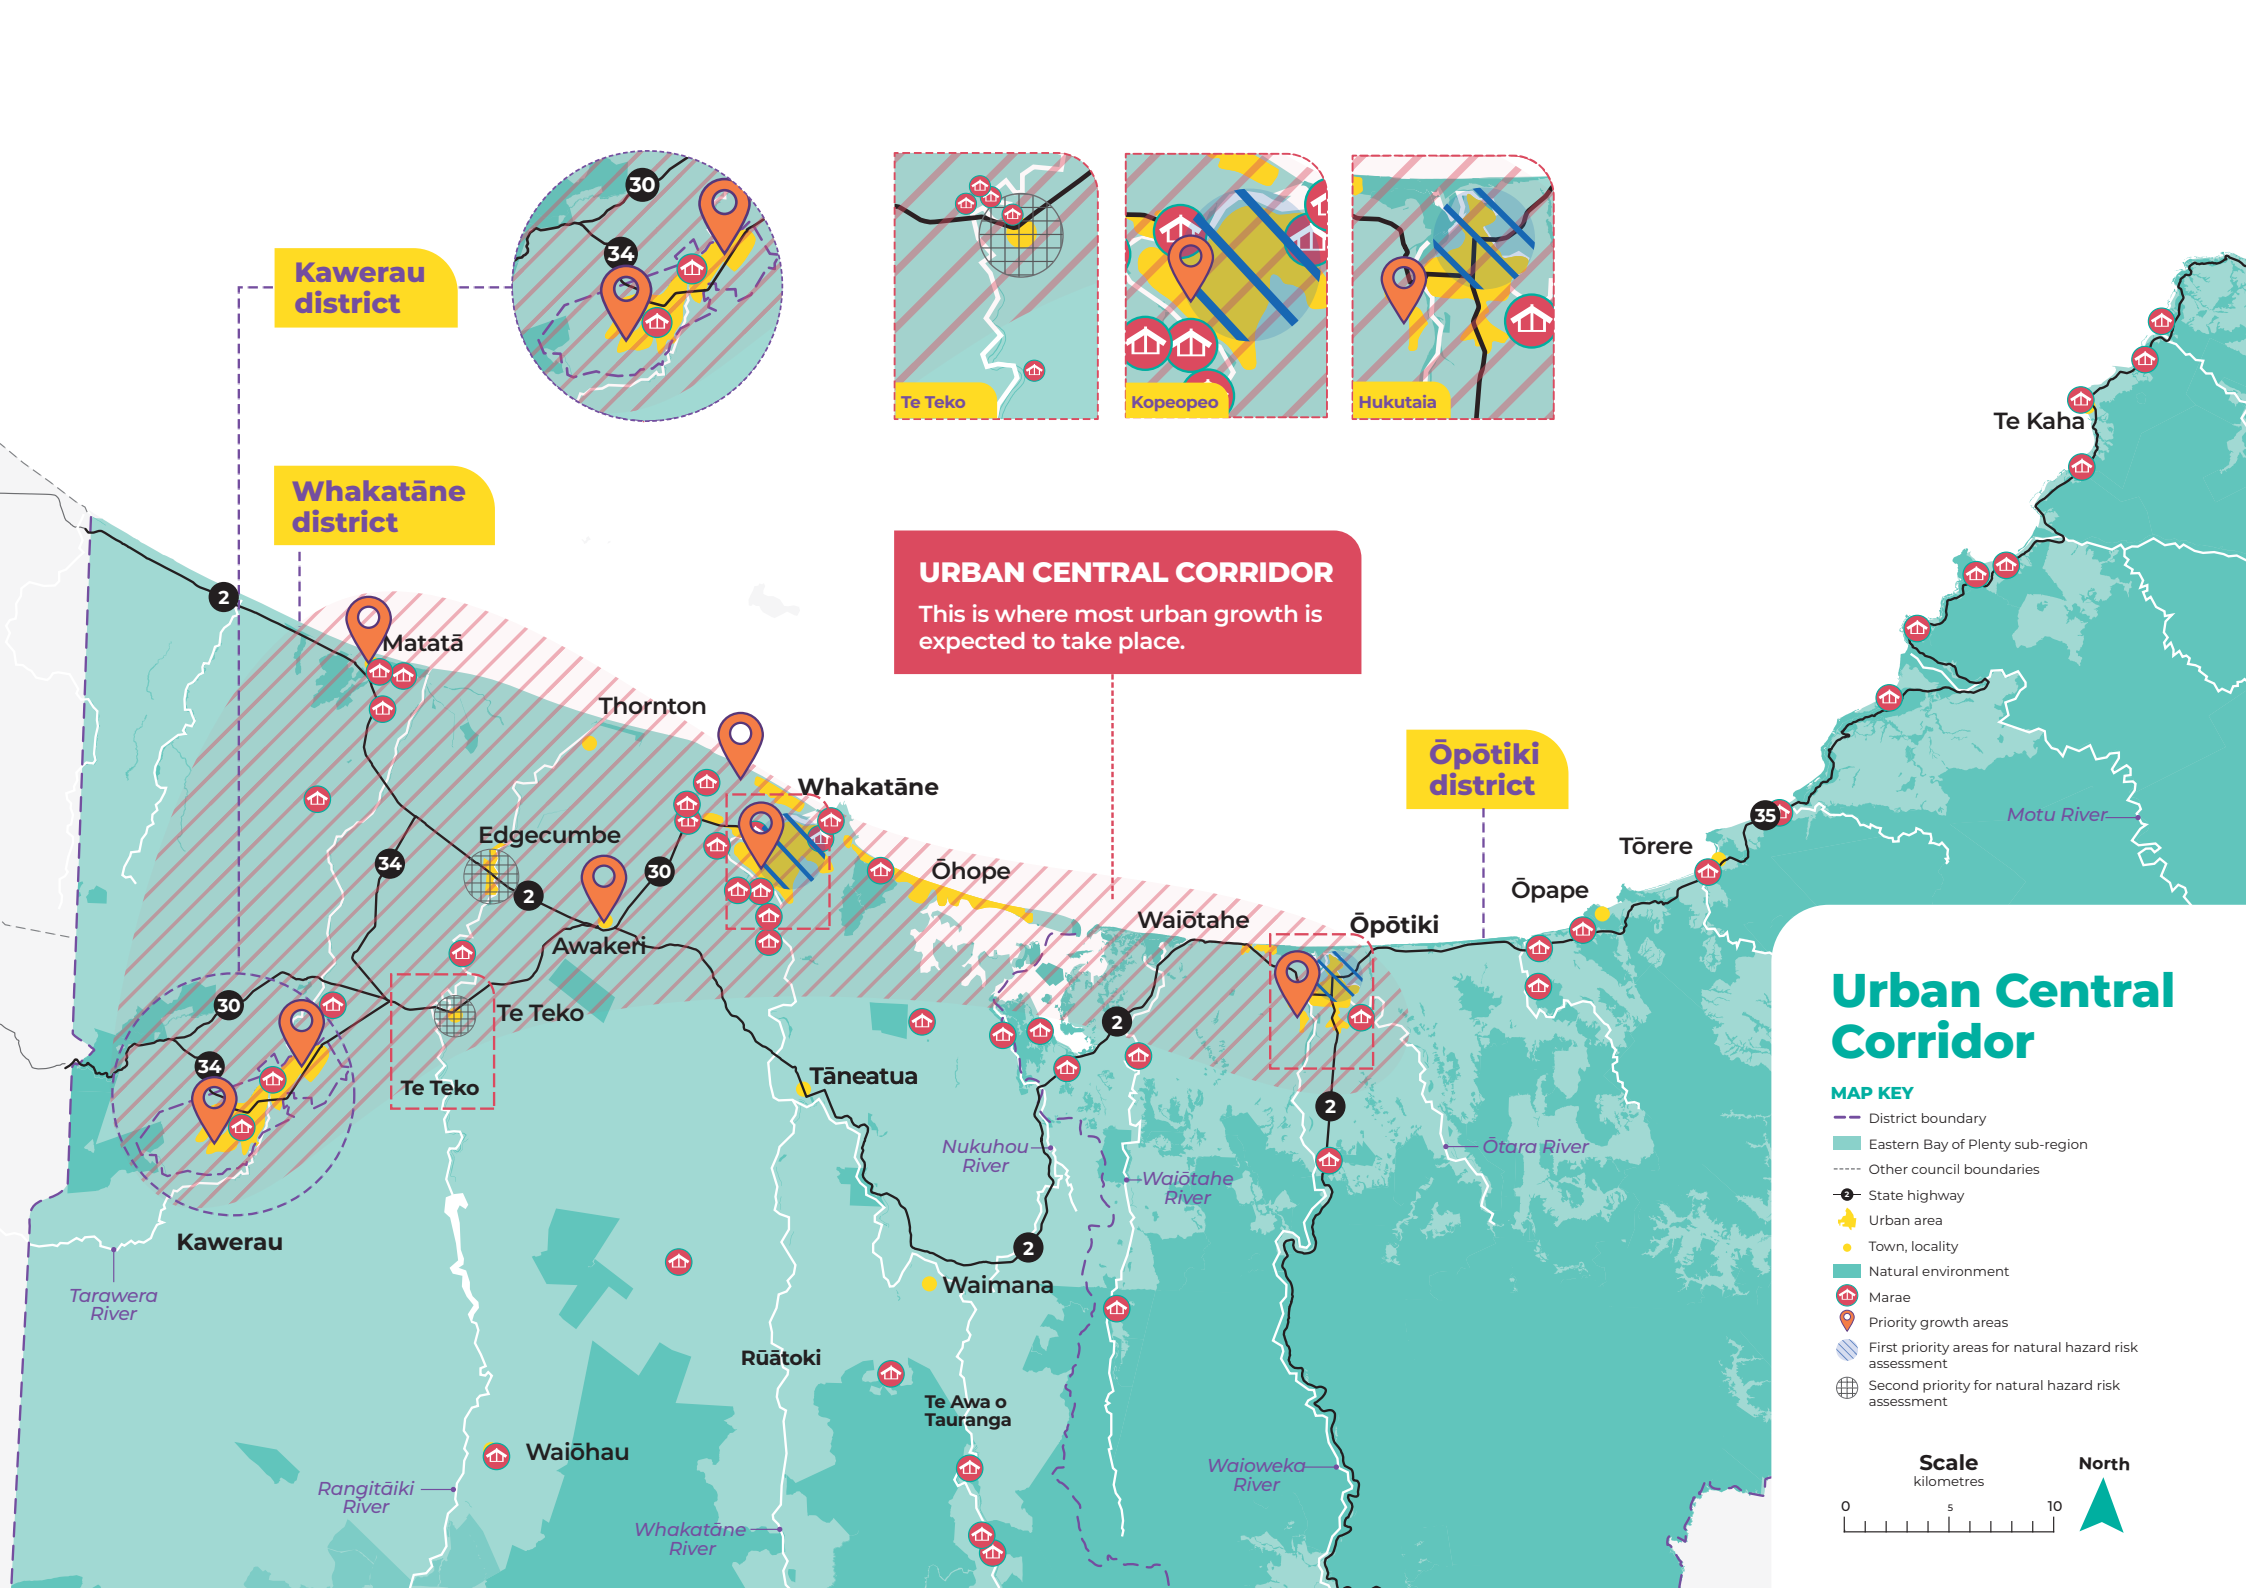 30
34
Kawerau
district
Te Teko
Kopeopeo
Hukutaia
Whakatāne
district
URBAN CENTRAL CORRIDOR
This is where most urban growth is
expected to take place.
Te Kaha
2
Matatā
Thornton
Whakatāne
Ōpōtiki
district
Motu River
35
Tōrere
Edgecumbe
34
2
30
Ōhope
Ōpape
Awakeri
Waiōtahe
Ōpōtiki
30
Te Teko
2
34
Te Teko
Tāneatua
2
Nukuhou
River
Waiōtahe
River
Ōtara River
Kawerau
2
Waimana
Tarawera
River
Rūātoki
Te Awa o
Tauranga
Waiōhau
Rangitāiki
River
Whakatāne
River
Waioweka
River
Urban Central
Corridor
MAP KEY
District boundary
Eastern Bay of Plenty sub-region
Other council boundaries
2
State highway
Urban area
Town, locality
Natural environment
Marae
Priority growth areas
First priority areas for natural hazard risk
assessment
Second priority for natural hazard risk
assessment
Scale
kilometres
0
5
10
North